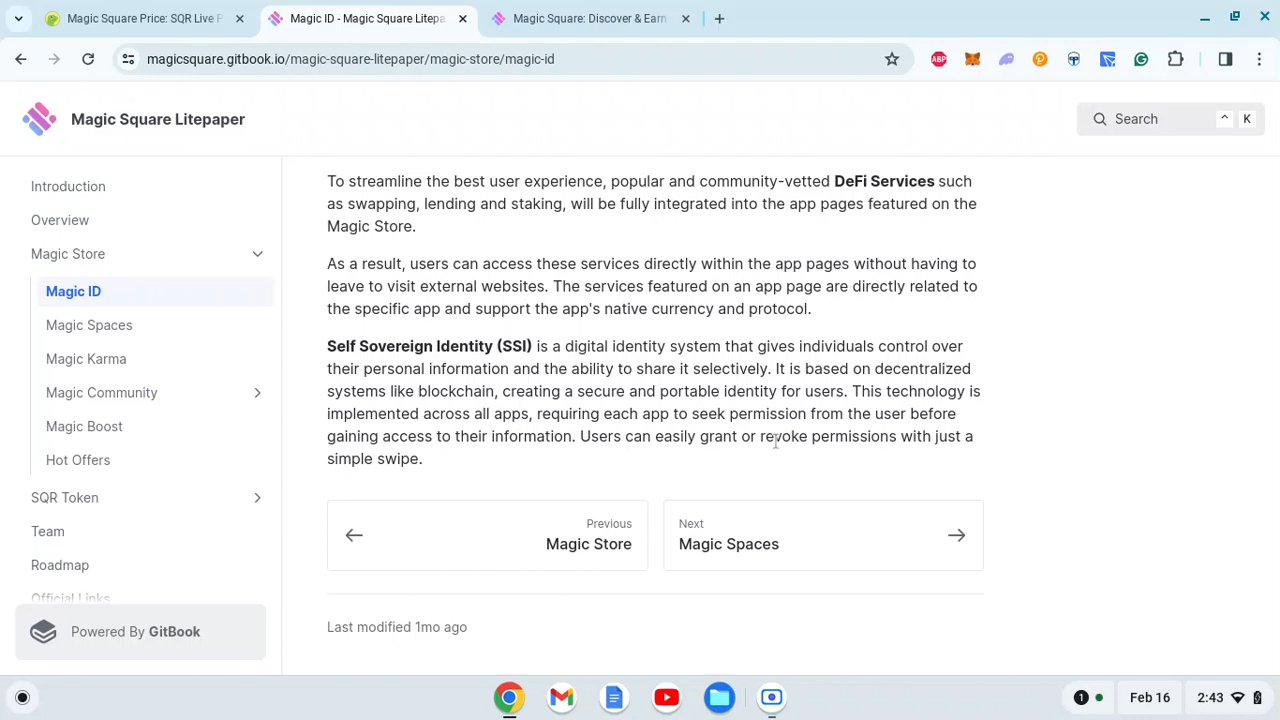 Magic Square Price: SQR Live P
Magic ID - Magic Square Litepa
Magic Square: Discover & Earn
magicsquare.gitbook.io/magic-square-litepaper/magic-store/magic-id
ABP
Magic Square Litepaper
Search
^
K
Introduction
Overview
Magic Store
Magic ID
Magic Spaces
Magic Karma
Magic Community
Magic Boost
Hot Offers
SQR Token
Team
Roadmap
Official Links
Powered By GitBook
To streamline the best user experience, popular and community-vetted DeFi Services such
as swapping, lending and staking, will be fully integrated into the app pages featured on the
Magic Store.
As a result, users can access these services directly within the app pages without having to
leave to visit external websites. The services featured on an app page are directly related to
the specific app and support the app's native currency and protocol.
Self Sovereign Identity (SSI) is a digital identity system that gives individuals control over
their personal information and the ability to share it selectively. It is based on decentralized
systems like blockchain, creating a secure and portable identity for users. This technology is
implemented across all apps, requiring each app to seek permission from the user before
gaining access to their information. Users can easily grant or revoke permissions with just a
simple swipe.
Previous
Magic Store
Next
Magic Spaces
Last modified 1mo ago
1
Feb 16
2:43